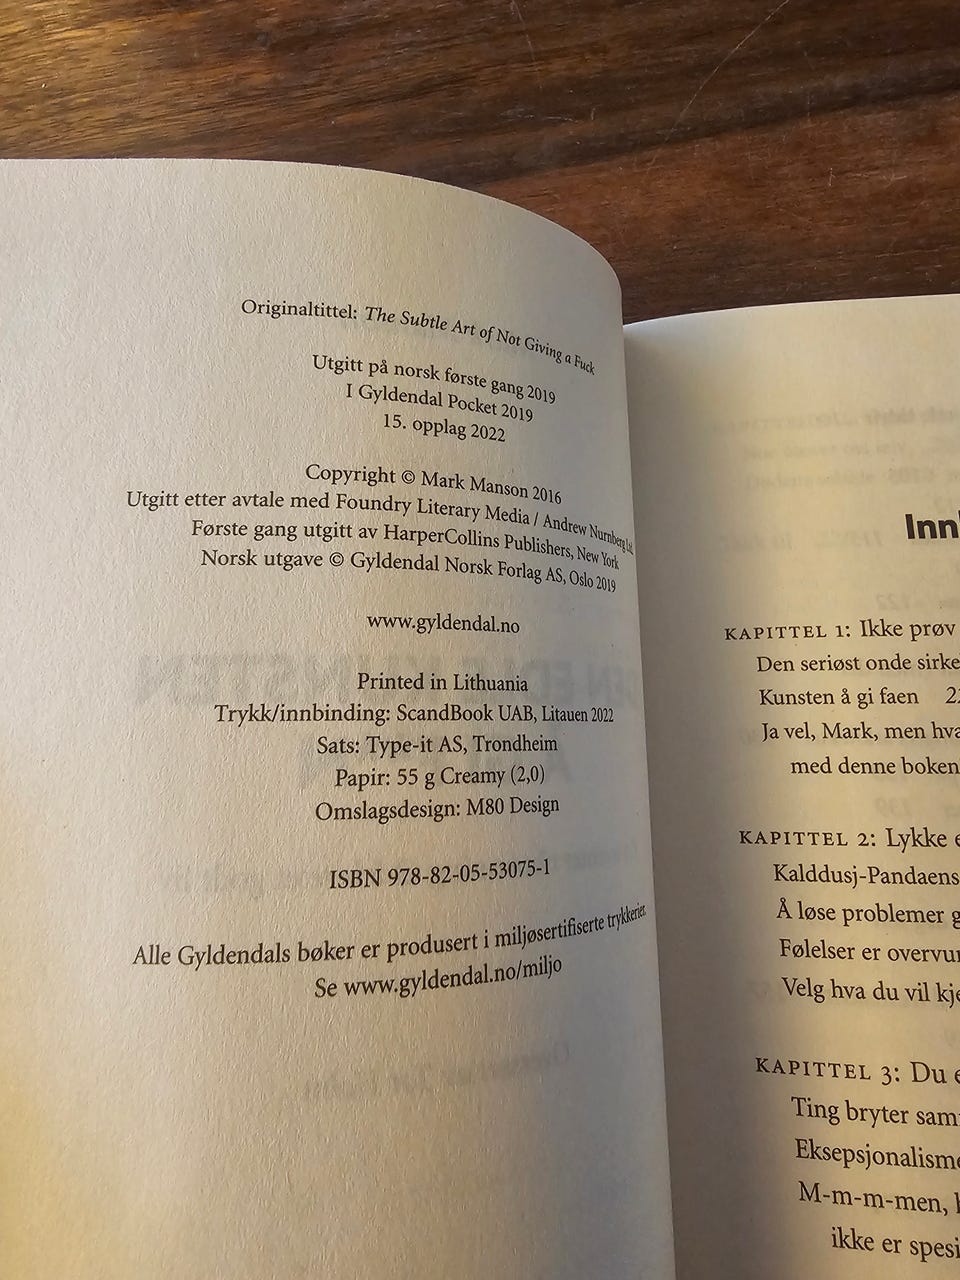 Originaltittel: The Subtle Art of Not Giving a Fuck
Utgitt på norsk første gang 2019
I Gyldendal Pocket 2019
15. opplag 2022
Copyright © Mark Manson 2016
Utgitt etter avtale med Foundry Literary Media / Andrew Nurnberg Ltd.
Første gang utgitt av HarperCollins Publishers, New York
Norsk utgave © Gyldendal Norsk Forlag AS, Oslo 2019
www.gyldendal.no
Printed in Lithuania
Trykk/innbinding: ScandBook UAB, Litauen 2022
Sats: Type-it AS, Trondheim
Papir: 55 g Creamy (2,0)
Omslagsdesign: M80 Design
ISBN 978-82-05-53075-1
Alle Gyldendals bøker er produsert i miljøsertifiserte trykkerier.
Se www.gyldendal.no/miljo
Inn
KAPITTEL 1: Ikke prøv
Den seriøst onde sirke
Kunsten å gi faen 2
Ja vel, Mark, men hva
med denne boken
KAPITTEL 2: Lykke e
Kalddusj-Pandaens
Å løse problemer g
Følelser er overvu
Velg hva du vil kje
KAPITTEL 3: Du e
Ting bryter sam
Eksepsjonalisme
M-m-m-men, h
ikke er spesi